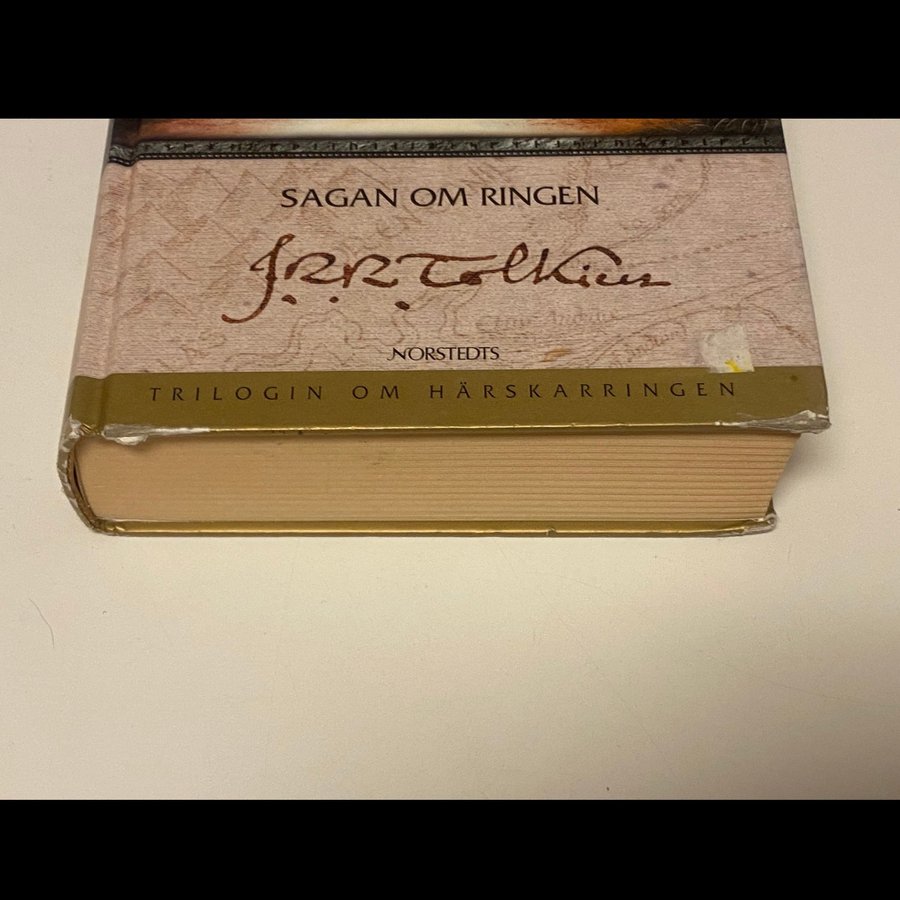 SAGAN OM RINGEN
J.R.R. Tolkien
NORSTEDTS
TRILOGIN OM HÄRSKARRINGEN